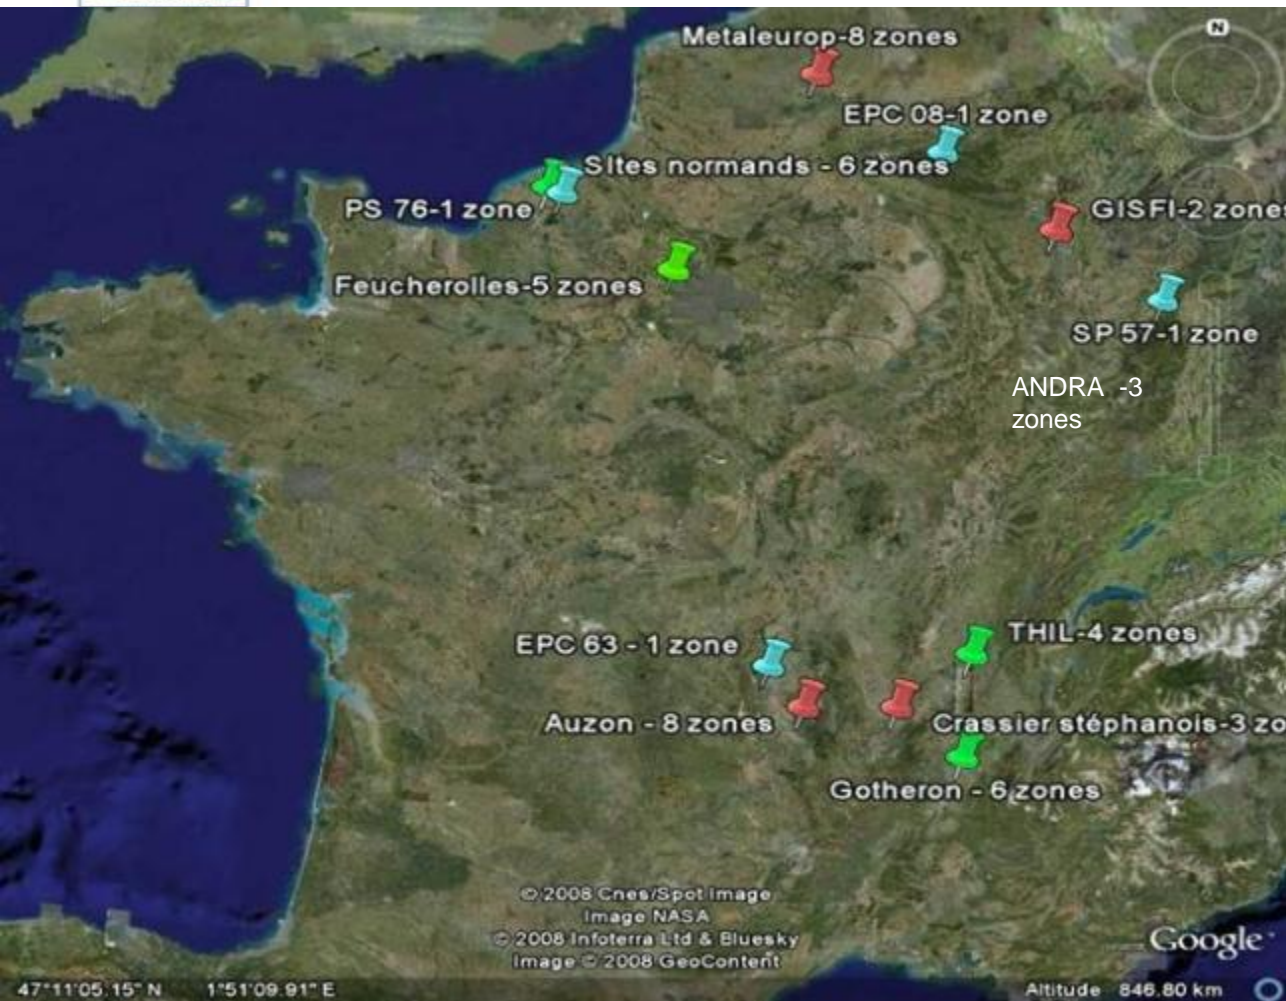 N
Metaleurop-8 zones
EPC 08-1 zone
SItes normands - 6 zones
PS 76-1 zone
GISFI-2 zones
Feucherolles-5 zones
SP 57-1 zone
ANDRA -3
zones
EPC 63 - 1 zone
THIL-4 zones
Auzon - 8 zones
Crassier stéphanois-3 zo
Gotheron - 6 zones
© 2008 Cnes/Spot Image
Image NASA
© 2008 Infoterra Ltd & Bluesky
Image © 2008 GeoContent
Google
47°11'05.15" N 1°51'09.91" E
Altitude 846.80 km